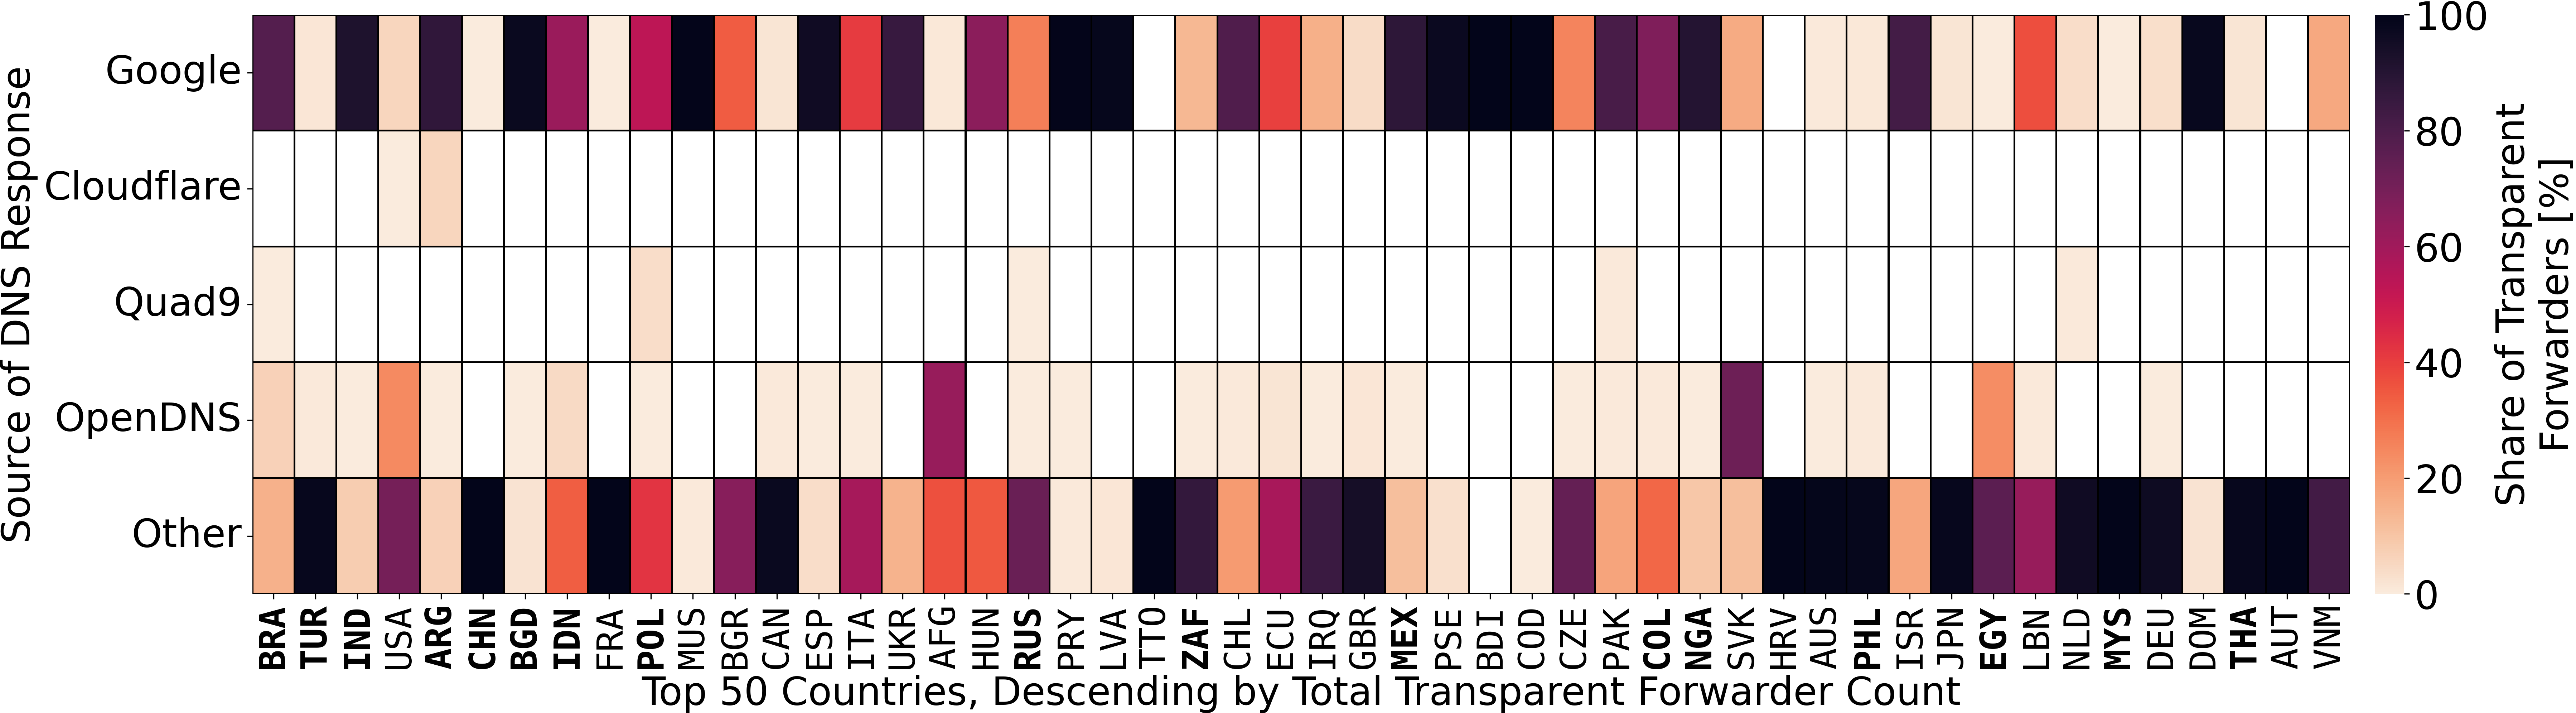 Source of DNS Response
Google
Cloudflare
Quad9
OpenDNS
Other
BRA
TUR
IND
USA
ARG
CHN
BGD
IDN
FRA
POL
MUS
BGR
CAN
ESP
ITA
UKR
AFG
HUN
RUS
PRY
LVA
TTO
ZAF
CHL
ECU
IRQ
GBR
MEX
PSE
BDI
COD
CZE
PAK
COL
NGA
SVK
HRV
AUS
PHL
ISR
JPN
EGY
LBN
NLD
MYS
DEU
DOM
THA
AUT
VNM
Top 50 Countries, Descending by Total Transparent Forwarder Count
100
80
60
40
20
0
Share of Transparent
Forwarders [%]